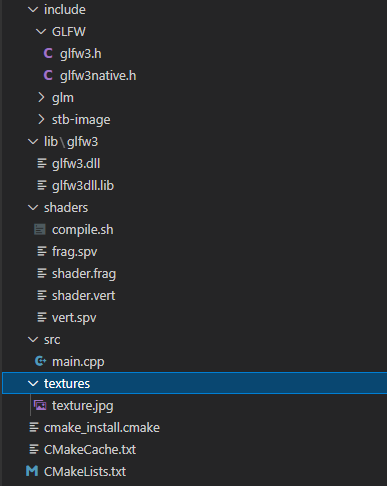 include
GLFW
C glfw3.h
C glfw3native.h
glm
stb-image
lib\glfw3
glfw3.dll
glfw3dll.lib
shaders
compile.sh
frag.spv
shader.frag
shader.vert
vert.spv
src
main.cpp
textures
texture.jpg
cmake_install.cmake
CMakeCache.txt
M CMakeLists.txt